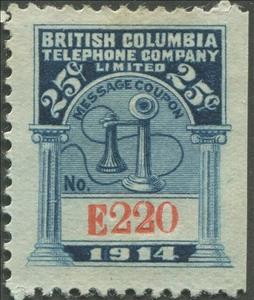 BRITISH COLUMBIA
TELEPHONE COMPANY
LIMITED
25¢ 25¢
MESSAGE COUPON
No.
E220
1914